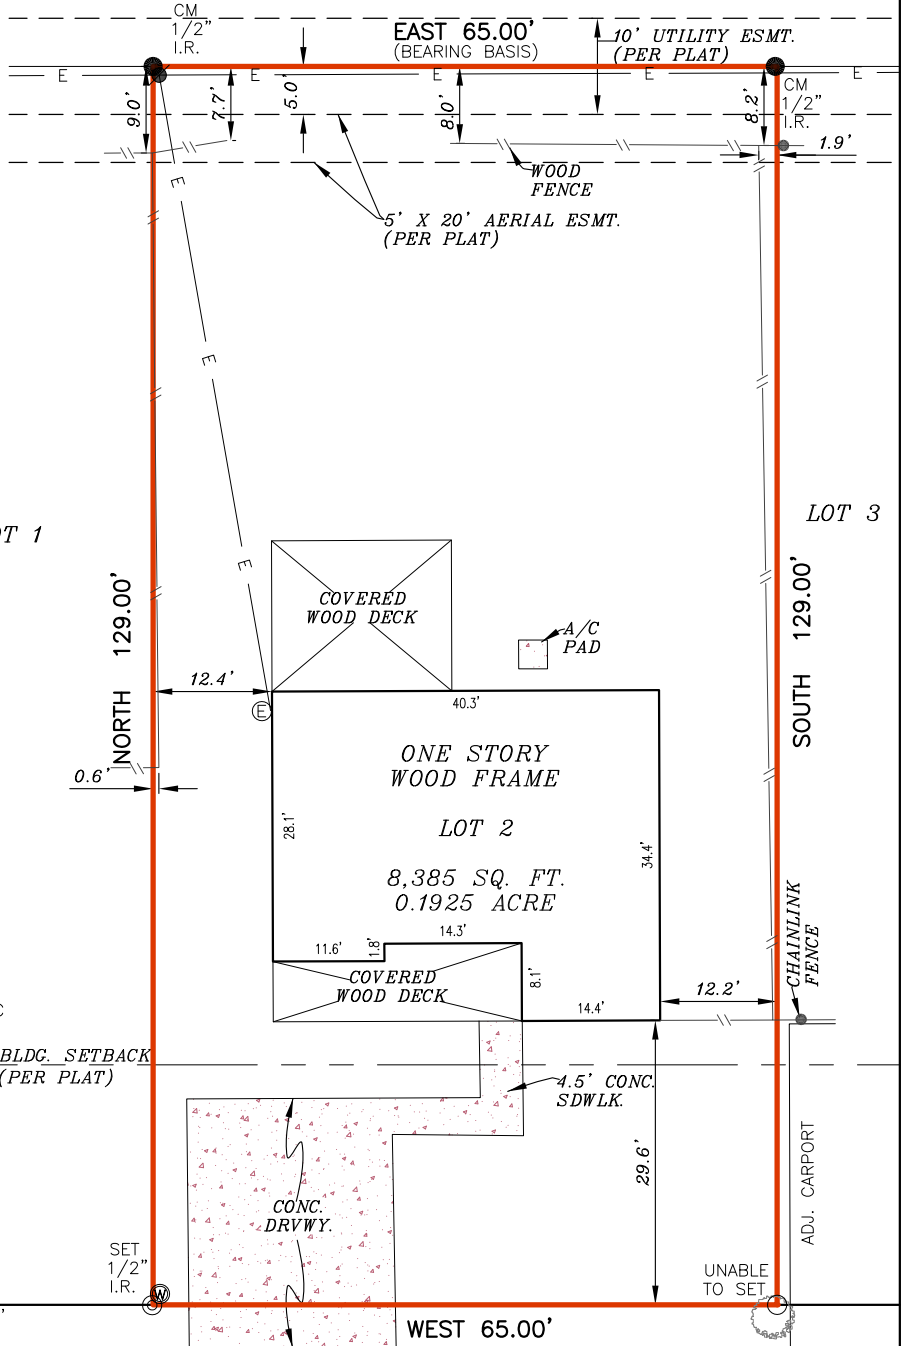 CM
1/2"
I.R.
EAST 65.00'
(BEARING BASIS)
10' UTILITY ESMT.
(PER PLAT)
E
E
E
E
E
CM
1/2"
I.R.
9.0'
7.7'
5.0'
8.0'
8.2'
1.9'
WOOD
FENCE
E
5' X 20' AERIAL ESMT.
(PER PLAT)
E
LOT 3
OT 1
E
COVERED
WOOD DECK
A/C
PAD
NORTH 129.00'
SOUTH 129.00'
12.4'
E
40.3'
ONE STORY
WOOD FRAME
0.6'
28.1'
LOT 2
34.4'
8,385 SQ. FT.
0.1925 ACRE
14.3'
11.6'
1.8'
COVERED
WOOD DECK
8.1'
14.4'
12.2'
CHAINLINK
FENCE
C
BLDG. SETBACK
(PER PLAT)
4.5' CONC.
SDWLK.
29.6'
ADJ. CARPORT
CONC.
DRVWY.
SET
1/2"
I.R.
W
UNABLE
TO SET
WEST 65.00'